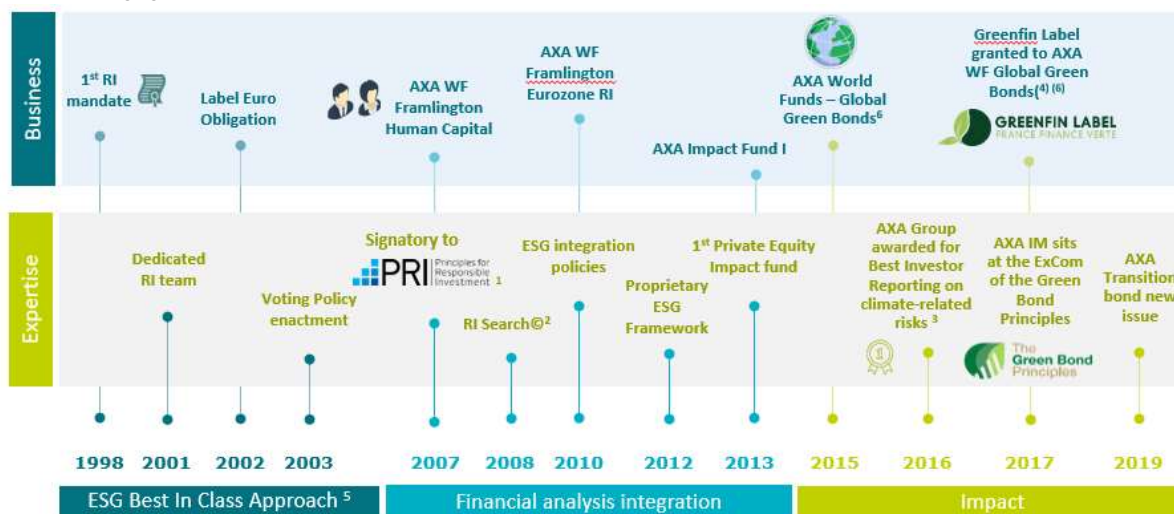 Business
1st RI
mandate
Label Euro
Obligation
AXA WF
Framlington
Human Capital
AXA WF
Framlington
Eurozone RI
AXA Impact Fund I
AXA World
Funds – Global
Green Bonds6
Greenfin Label
granted to AXA
WF Global Green
Bonds(4) (6)
GREENFIN LABEL
FRANCE FINANCE VERTE
Expertise
Dedicated
RI team
Voting Policy
enactment
Signatory to
PRI Principles for
Responsible
Investment 1
RI Search©2
ESG integration
policies
Proprietary
ESG
Framework
1st Private Equity
Impact fund
AXA Group
awarded for
Best Investor
Reporting on
climate-related
risks 3
1
AXA IM sits
at the ExCom
of the Green
Bond
Principles
The
Green Bond
Principles
AXA
Transition
bond new
issue
1998 2001 2002 2003 2007 2008 2010 2012 2013 2015 2016 2017 2019
ESG Best In Class Approach 5 Financial analysis integration Impact